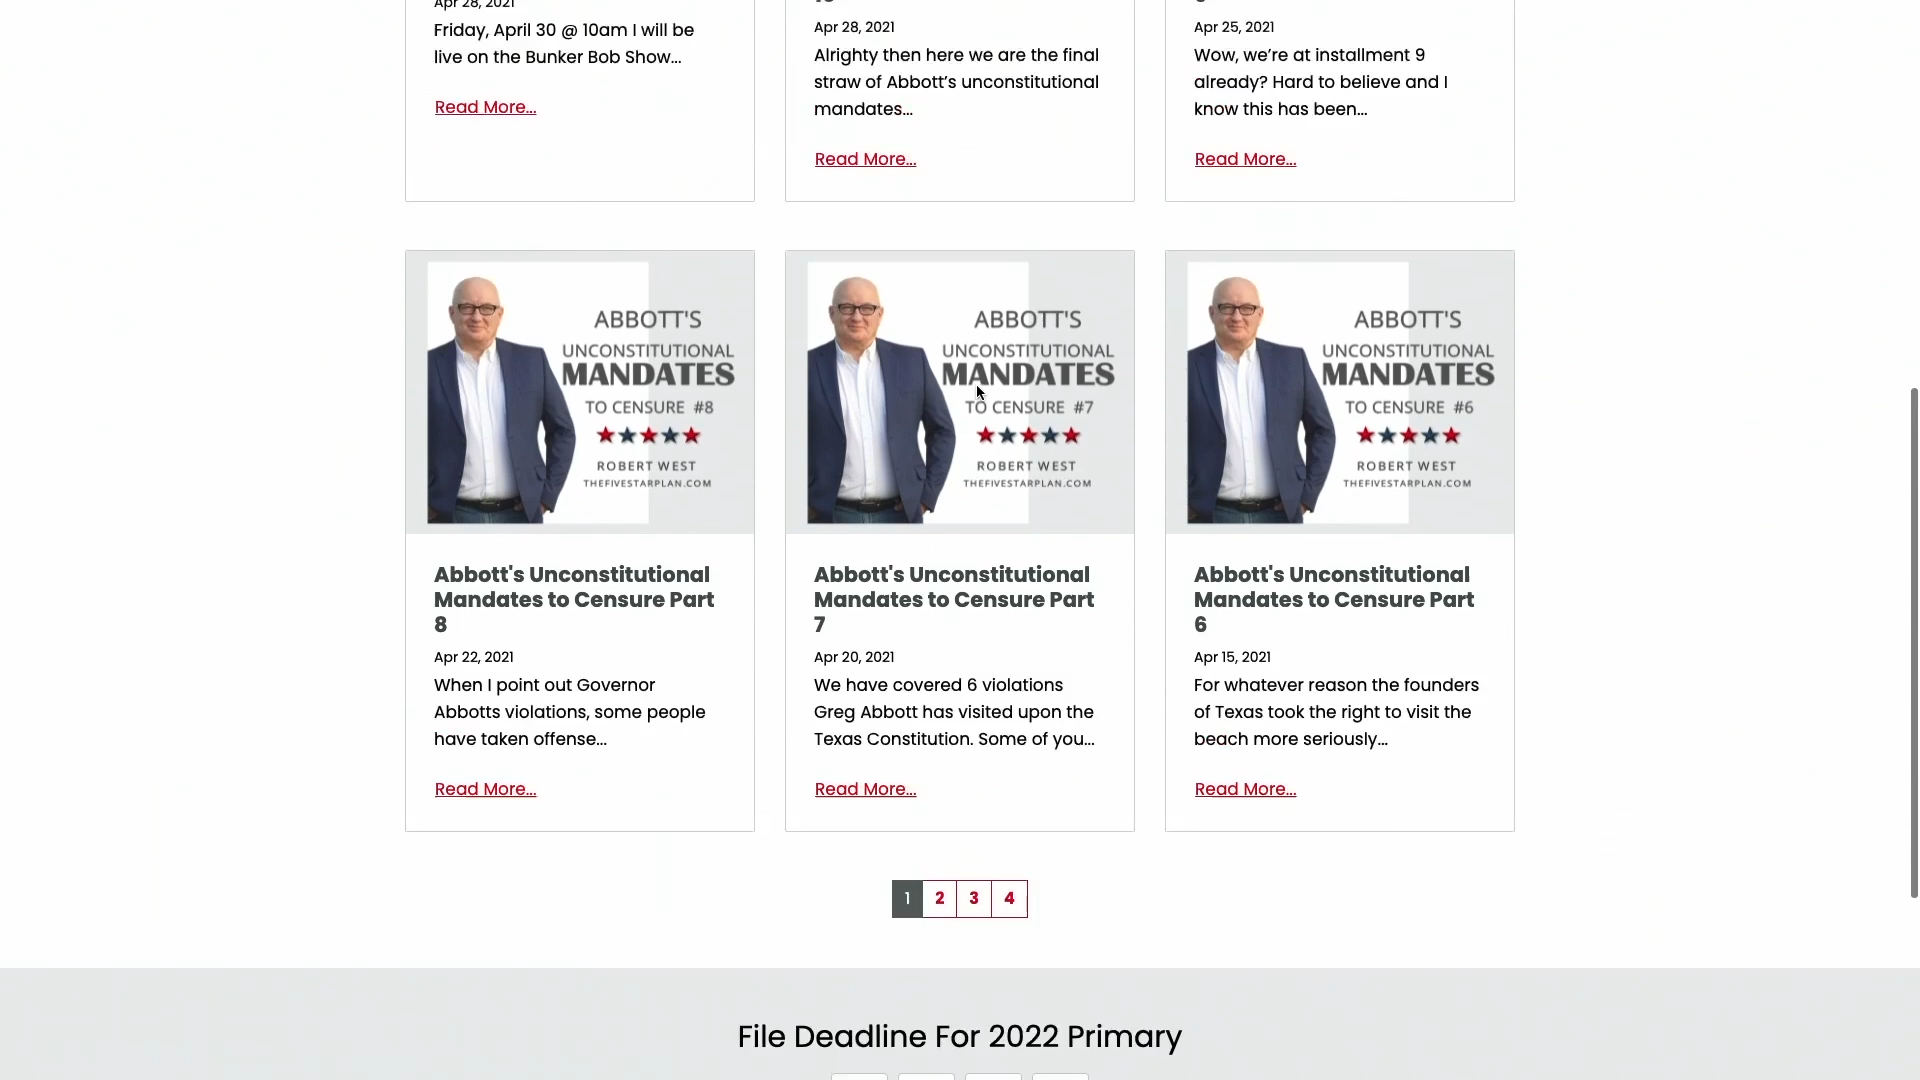 Apr 28, 2021
Friday, April 30 @ 10am I will be
live on the Bunker Bob Show...
Read More...
Apr 28, 2021
Alrighty then here we are the final
straw of Abbott’s unconstitutional
mandates...
Read More...
Apr 25, 2021
Wow, we’re at installment 9
already? Hard to believe and I
know this has been...
Read More...
ABBOTT'S
UNCONSTITUTIONAL
MANDATES
TO CENSURE #8
ROBERT WEST
THEFIVESTARPLAN.COM
Abbott's Unconstitutional
Mandates to Censure Part
8
Apr 22, 2021
When I point out Governor
Abbotts violations, some people
have taken offense...
Read More...
ABBOTT'S
UNCONSTITUTIONAL
MANDATES
TO CENSURE #7
ROBERT WEST
THEFIVESTARPLAN.COM
Abbott's Unconstitutional
Mandates to Censure Part
7
Apr 20, 2021
We have covered 6 violations
Greg Abbott has visited upon the
Texas Constitution. Some of you...
Read More...
ABBOTT'S
UNCONSTITUTIONAL
MANDATES
TO CENSURE #6
ROBERT WEST
THEFIVESTARPLAN.COM
Abbott's Unconstitutional
Mandates to Censure Part
6
Apr 15, 2021
For whatever reason the founders
of Texas took the right to visit the
beach more seriously...
Read More...
1 2 3 4
File Deadline For 2022 Primary